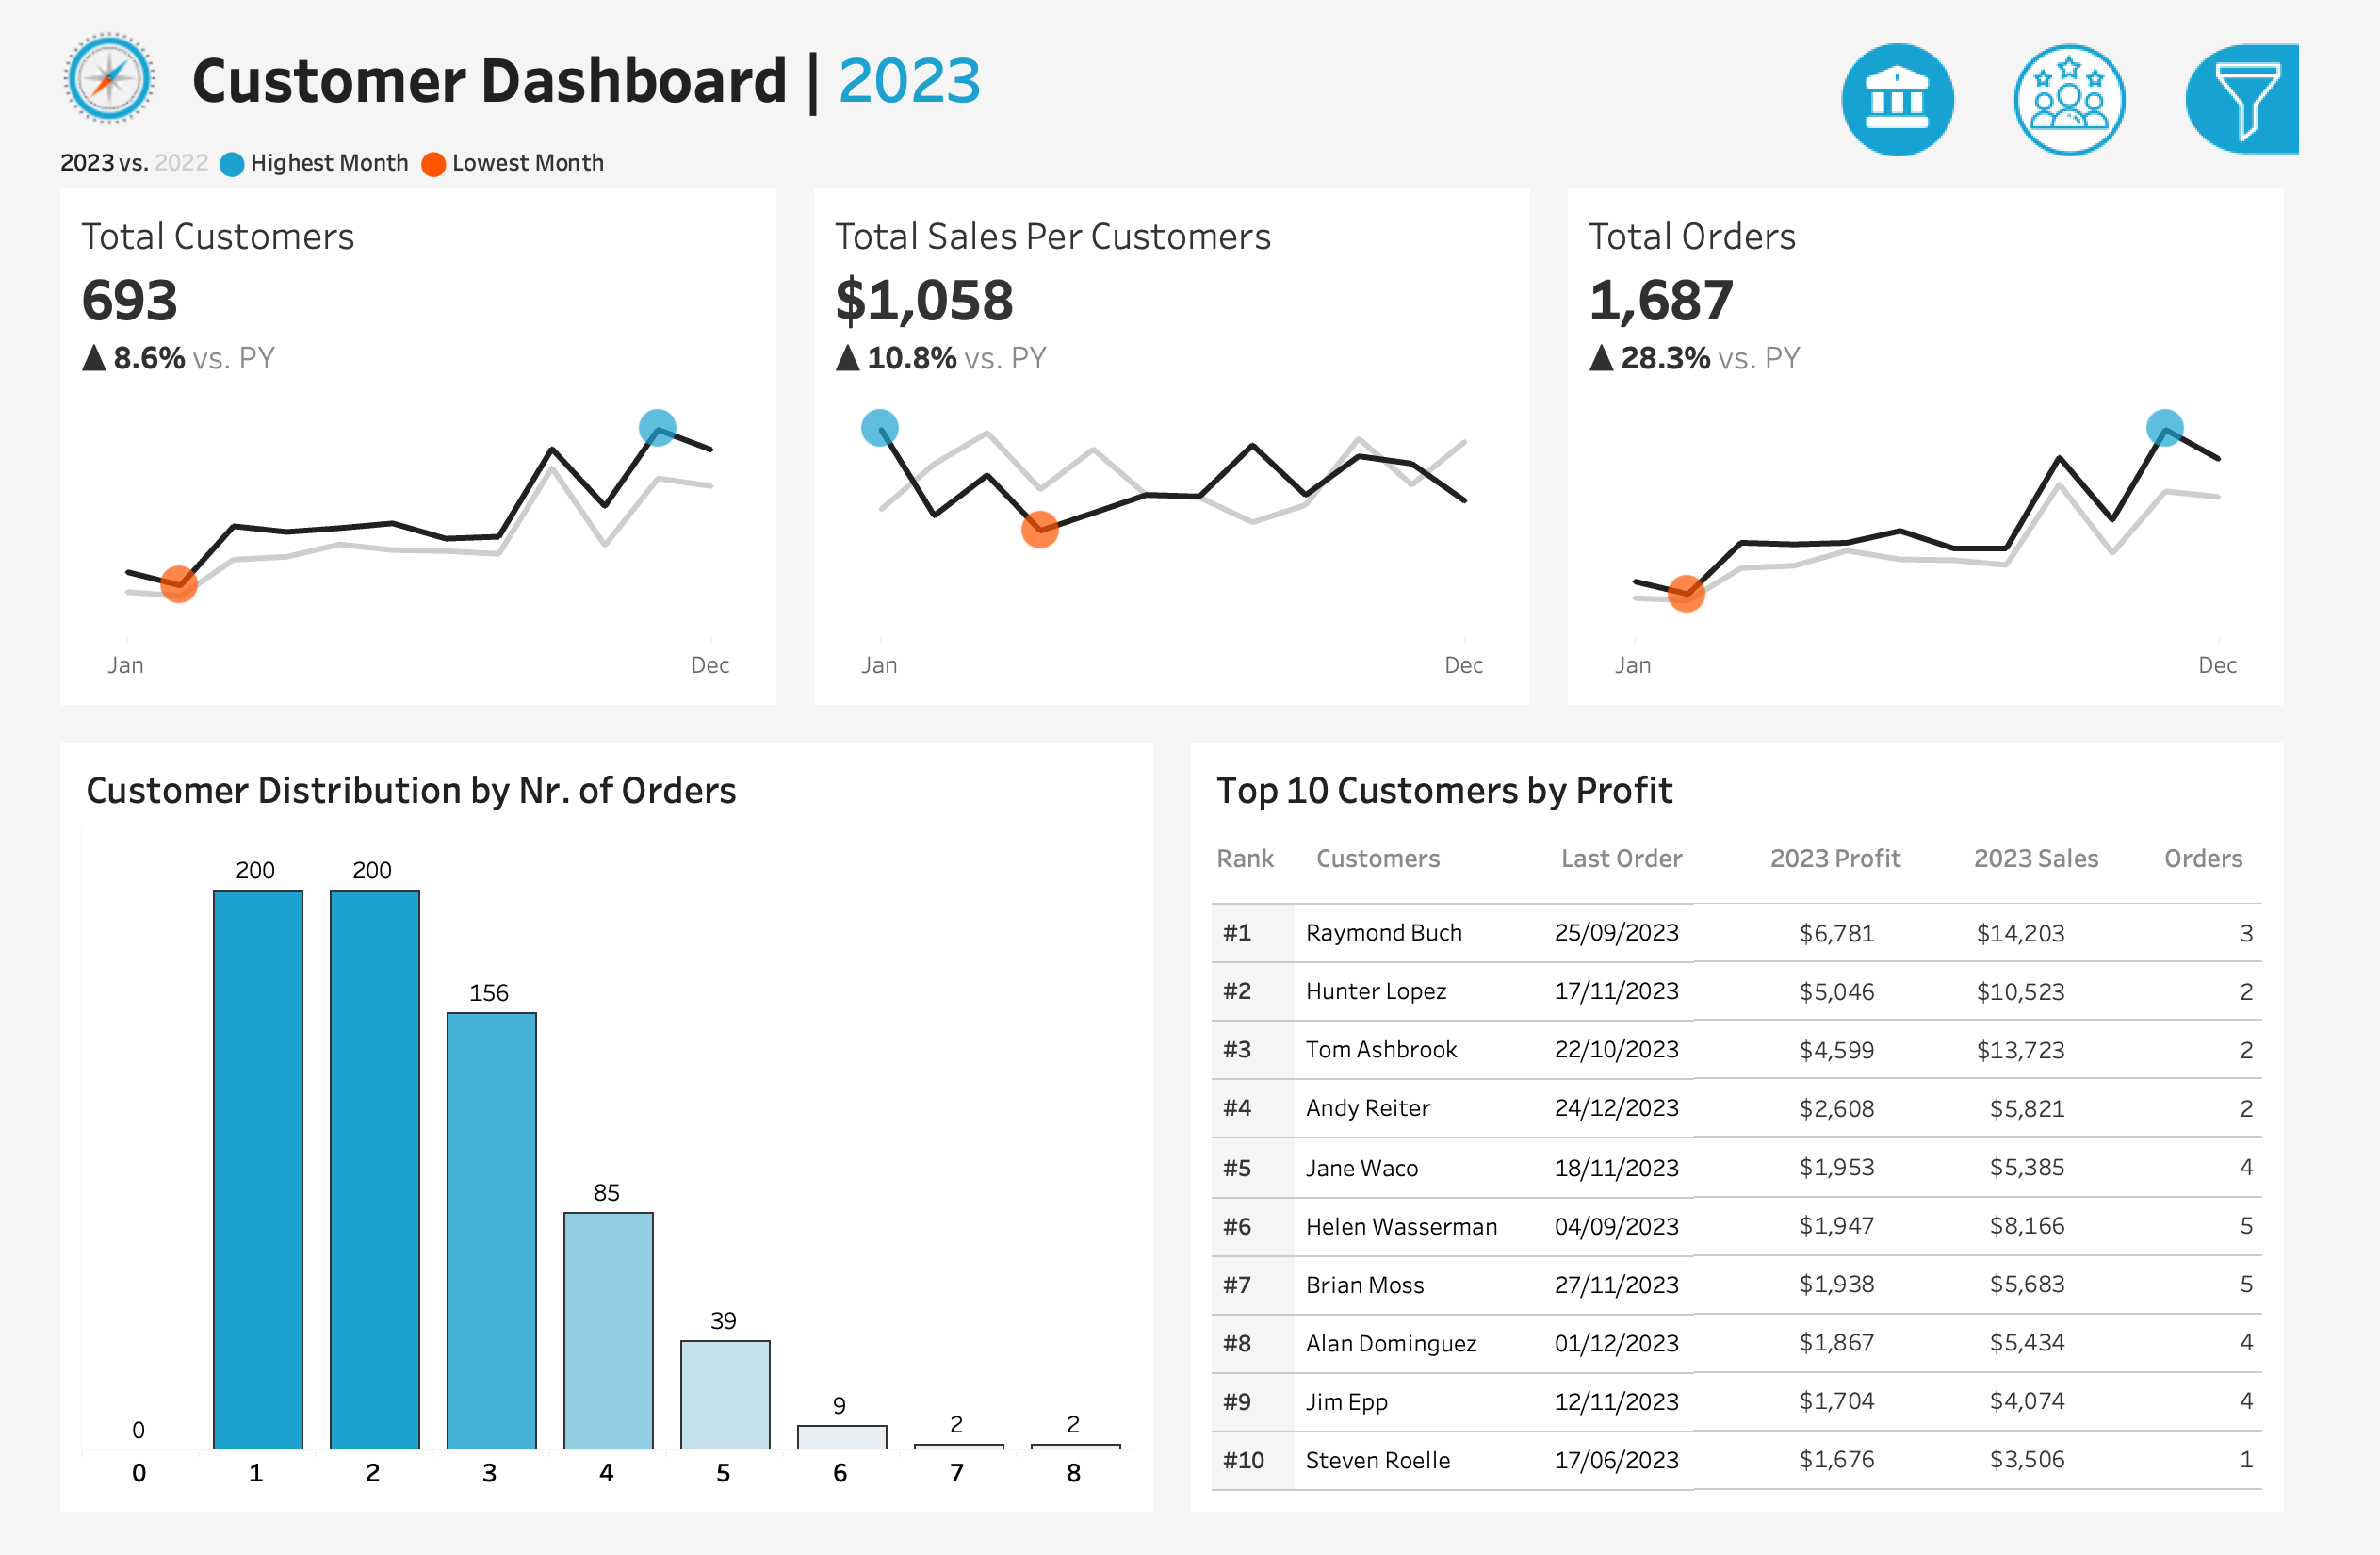 Customer Dashboard | 2023
2023 vs. 2022 Highest Month Lowest Month
Total Customers
693
▲ 8.6% vs. PY
Jan Dec
Total Sales Per Customers
$1,058
▲ 10.8% vs. PY
Jan Dec
Total Orders
1,687
▲ 28.3% vs. PY
Jan Dec
Customer Distribution by Nr. of Orders
0 200 200 156 85 39 9 2 2
0 1 2 3 4 5 6 7 8
Top 10 Customers by Profit
Rank Customers Last Order 2023 Profit 2023 Sales Orders
#1 Raymond Buch 25/09/2023 $6,781 $14,203 3
#2 Hunter Lopez 17/11/2023 $5,046 $10,523 2
#3 Tom Ashbrook 22/10/2023 $4,599 $13,723 2
#4 Andy Reiter 24/12/2023 $2,608 $5,821 2
#5 Jane Waco 18/11/2023 $1,953 $5,385 4
#6 Helen Wasserman 04/09/2023 $1,947 $8,166 5
#7 Brian Moss 27/11/2023 $1,938 $5,683 5
#8 Alan Dominguez 01/12/2023 $1,867 $5,434 4
#9 Jim Epp 12/11/2023 $1,704 $4,074 4
#10 Steven Roelle 17/06/2023 $1,676 $3,506 1